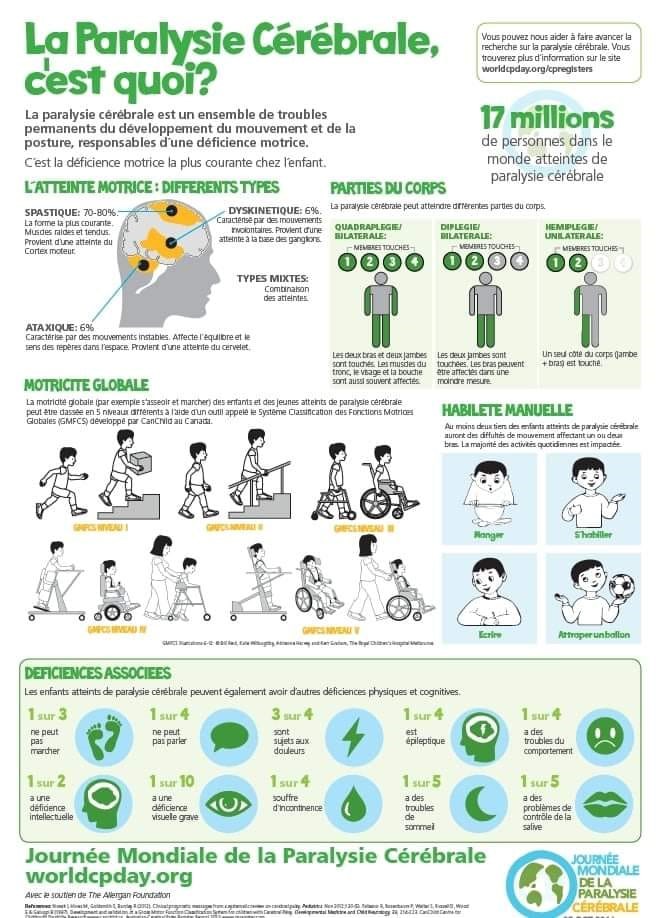 La Paralysie Cérébrale,
c'est quoi?
Vous pouvez nous aider à faire avancer la
recherche sur la paralysie cérébrale. Vous
trouverez plus d'information sur le site
worldcpday.org/cpregisters
La paralysie cérébrale est un ensemble de troubles
permanents du développement du mouvement et de la
posture, responsables d'une déficience motrice.
C'est la déficience motrice la plus courante chez l'enfant.
17 millions
de personnes dans le
monde atteintes de
paralysie cérébrale
L'ATTEINTE MOTRICE : DIFFERENTS TYPES
SPASTIQUE: 70-80%
La forme la plus courante.
Muscles raides et tendus.
Provient d'une atteinte du
Cortex moteur.
DYSKINETIQUE: 6%.
Caractérisé par des mouvements
involontaires. Provient d'une
atteinte à la base des ganglions.
TYPES MIXTES:
Combinaison
des atteintes.
ATAXIQUE: 6%
Caractérise par des mouvements instables. Affecte l'équilibre et le
sens des repères dans l'espace. Provient d'une atteinte du cervelet.
PARTIES DU CORPS
La paralysie cérébrale peut atteindre différentes parties du corps.
QUADRAPLEGIE/
BILATERALE:
MEMBRES TOUCHES
1 2 3 4
Les deux bras et deux jambes
sont touchés. Les muscles du
tronc, le visage et la bouche
sont aussi souvent affectés.
DIPLEGIE/
BILATERALE:
MEMBRES TOUCHES
1 2 3 4
Les deux jambes sont
touchées. Les bras peuvent
être affectés dans une
moindre mesure.
HEMIPLEGIE/
UNILATERALE:
MEMBRES TOUCHES
1 2 3 4
Un seul côté du corps (jambe
+ bras) est touché.
MOTRICITE GLOBALE
La motricité globale (par exemple s'asseoir et marcher) des enfants et des jeunes atteints de paralysie cérébrale
peut être classée en 5 niveaux différents à l'aide d'un outil appelé le Système Classification des Fonctions Motrices
Globales (GMFCS) développé par CanChild au Canada.
GMFCS NIVEAU I
GMFCS NIVEAU II
GMFCS NIVEAU III
GMFCS NIVEAU IV
GMFCS NIVEAU V
GMFCS Illustrations 6-12: © Bill Reid, Kate Willoughby, Adrienne Harvey and Kerr Graham, The Royal Children's Hospital Melbourne.
HABILETE MANUELLE
Au moins deux tiers des enfants atteints de paralysie cérébrale
auront des diffultés de mouvement affectant un ou deux
bras. La majorité des activités quotidiennes est impactée.
Manger
S'habiller
Ecrire
Attraper un ballon
DEFICIENCES ASSOCIEES
Les enfants atteints de paralysie cérébrale peuvent également avoir d'autres déficiences physiques et cognitives.
1 sur 3
ne peut
pas
marcher
1 sur 4
ne peut
pas parler
3 sur 4
sont
sujets aux
douleurs
1 sur 4
est
épileptique
1 sur 4
a des
troubles du
comportement
1 sur 2
a une
déficience
intellectuelle
1 sur 10
a une
déficience
visuelle grave
1 sur 4
souffre
d'incontinence
1 sur 5
a des
troubles
de
sommeil
1 sur 5
a des
problèmes de
contrôle de la
salive
Journée Mondiale de la Paralysie Cérébrale
worldcpday.org
Avec le soutien de The Allergan Foundation
JOURNÉE
MONDIALE
DE LA
PARALYSIE
CÉRÉBRALE